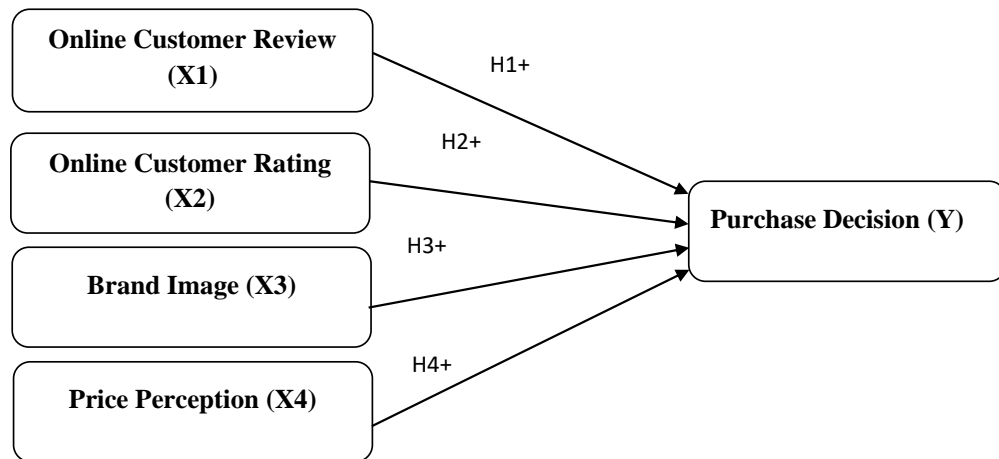 Online Customer Review
(X1)
H1+
H2+
Online Customer Rating
(X2)
Purchase Decision (Y)
H3+
Brand Image (X3)
H4+
Price Perception (X4)